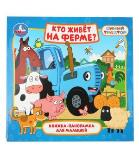 КТО ЖИВЁТ
НА ФЕРМЕ?
СИНИЙ
ТРАКТОР
КНИЖКА-ПАНОРАМКА
ДЛЯ МАЛЫШЕЙ